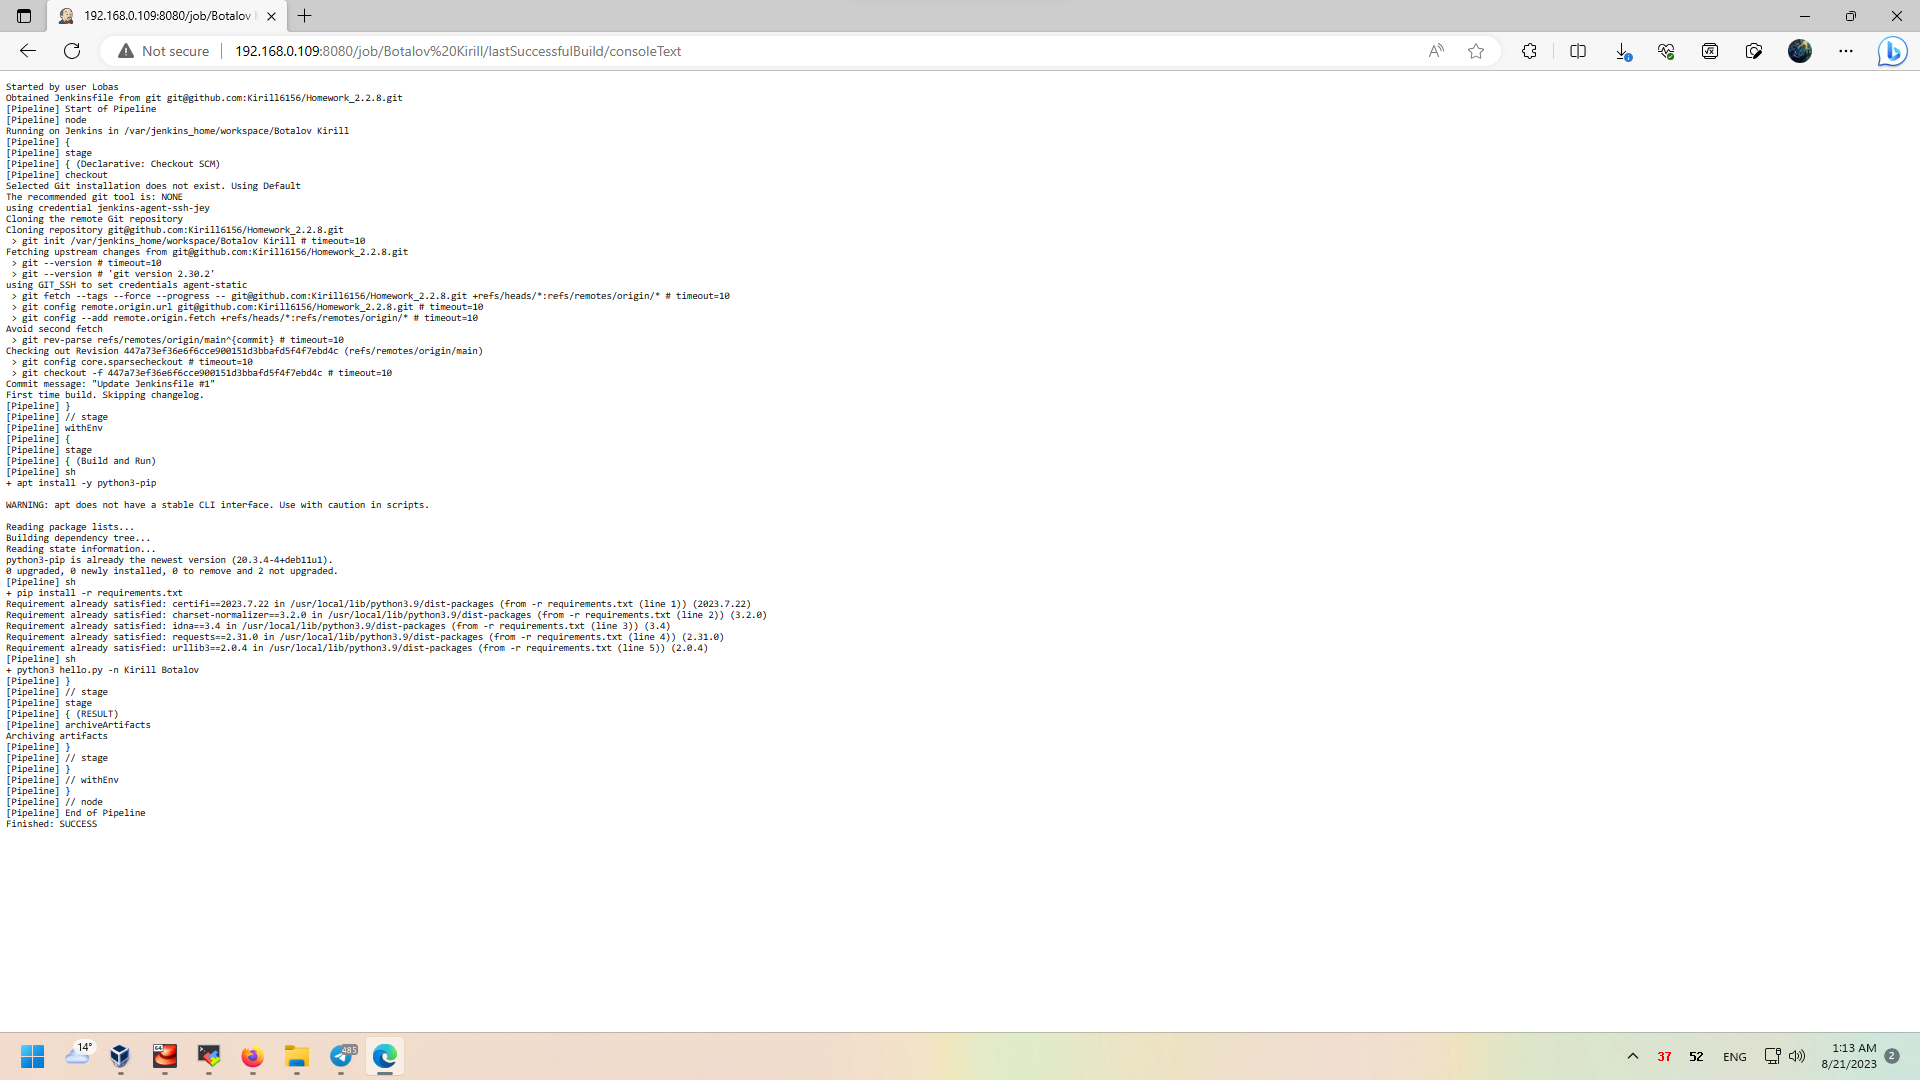 192.168.0.109:8080/job/Botalov
Not secure
192.168.0.109:8080/job/Botalov%20Kirill/lastSuccessfulBuild/consoleText
Started by user Lobas
Obtained Jenkinsfile from git git@github.com:Kirill6156/Homework_2.2.8.git
[Pipeline] Start of Pipeline
[Pipeline] node
Running on Jenkins in /var/jenkins_home/workspace/Botalov Kirill
[Pipeline] {
[Pipeline] stage
[Pipeline] { (Declarative: Checkout SCM)
[Pipeline] checkout
Selected Git installation does not exist. Using Default
The recommended git tool is: NONE
using credential jenkins-agent-ssh-jey
Cloning the remote Git repository
Cloning repository git@github.com:Kirill6156/Homework_2.2.8.git
 > git init /var/jenkins_home/workspace/Botalov Kirill # timeout=10
Fetching upstream changes from git@github.com:Kirill6156/Homework_2.2.8.git
 > git --version # timeout=10
 > git --version # 'git version 2.30.2'
using GIT_SSH to set credentials agent-static
 > git fetch --tags --force --progress -- git@github.com:Kirill6156/Homework_2.2.8.git +refs/heads/*:refs/remotes/origin/* # timeout=10
 > git config remote.origin.url git@github.com:Kirill6156/Homework_2.2.8.git # timeout=10
 > git config --add remote.origin.fetch +refs/heads/*:refs/remotes/origin/* # timeout=10
Avoid second fetch
 > git rev-parse refs/remotes/origin/main^{commit} # timeout=10
Checking out Revision 447a73ef36e6f6cce900151d3bbafd5f4f7ebd4c (refs/remotes/origin/main)
 > git config core.sparsecheckout # timeout=10
 > git checkout -f 447a73ef36e6f6cce900151d3bbafd5f4f7ebd4c # timeout=10
Commit message: "Update Jenkinsfile #1"
First time build. Skipping changelog.
[Pipeline] }
[Pipeline] // stage
[Pipeline] withEnv
[Pipeline] {
[Pipeline] stage
[Pipeline] { (Build and Run)
[Pipeline] sh
+ apt install -y python3-pip
WARNING: apt does not have a stable CLI interface. Use with caution in scripts.
Reading package lists...
Building dependency tree...
Reading state information...
python3-pip is already the newest version (20.3.4-4+deb11u1).
0 upgraded, 0 newly installed, 0 to remove and 2 not upgraded.
[Pipeline] sh
+ pip install -r requirements.txt
Requirement already satisfied: certifi==2023.7.22 in /usr/local/lib/python3.9/dist-packages (from -r requirements.txt (line 1)) (2023.7.22)
Requirement already satisfied: charset-normalizer==3.2.0 in /usr/local/lib/python3.9/dist-packages (from -r requirements.txt (line 2)) (3.2.0)
Requirement already satisfied: idna==3.4 in /usr/local/lib/python3.9/dist-packages (from -r requirements.txt (line 3)) (3.4)
Requirement already satisfied: requests==2.31.0 in /usr/local/lib/python3.9/dist-packages (from -r requirements.txt (line 4)) (2.31.0)
Requirement already satisfied: urllib3==2.0.4 in /usr/local/lib/python3.9/dist-packages (from -r requirements.txt (line 5)) (2.0.4)
[Pipeline] sh
+ python3 hello.py -n Kirill Botalov
[Pipeline] }
[Pipeline] // stage
[Pipeline] stage
[Pipeline] { (RESULT)
[Pipeline] archiveArtifacts
Archiving artifacts
[Pipeline] }
[Pipeline] // stage
[Pipeline] }
[Pipeline] // withEnv
[Pipeline] }
[Pipeline] // node
[Pipeline] End of Pipeline
Finished: SUCCESS
14°
64
485
37
52
ENG
1:13 AM
8/21/2023
2